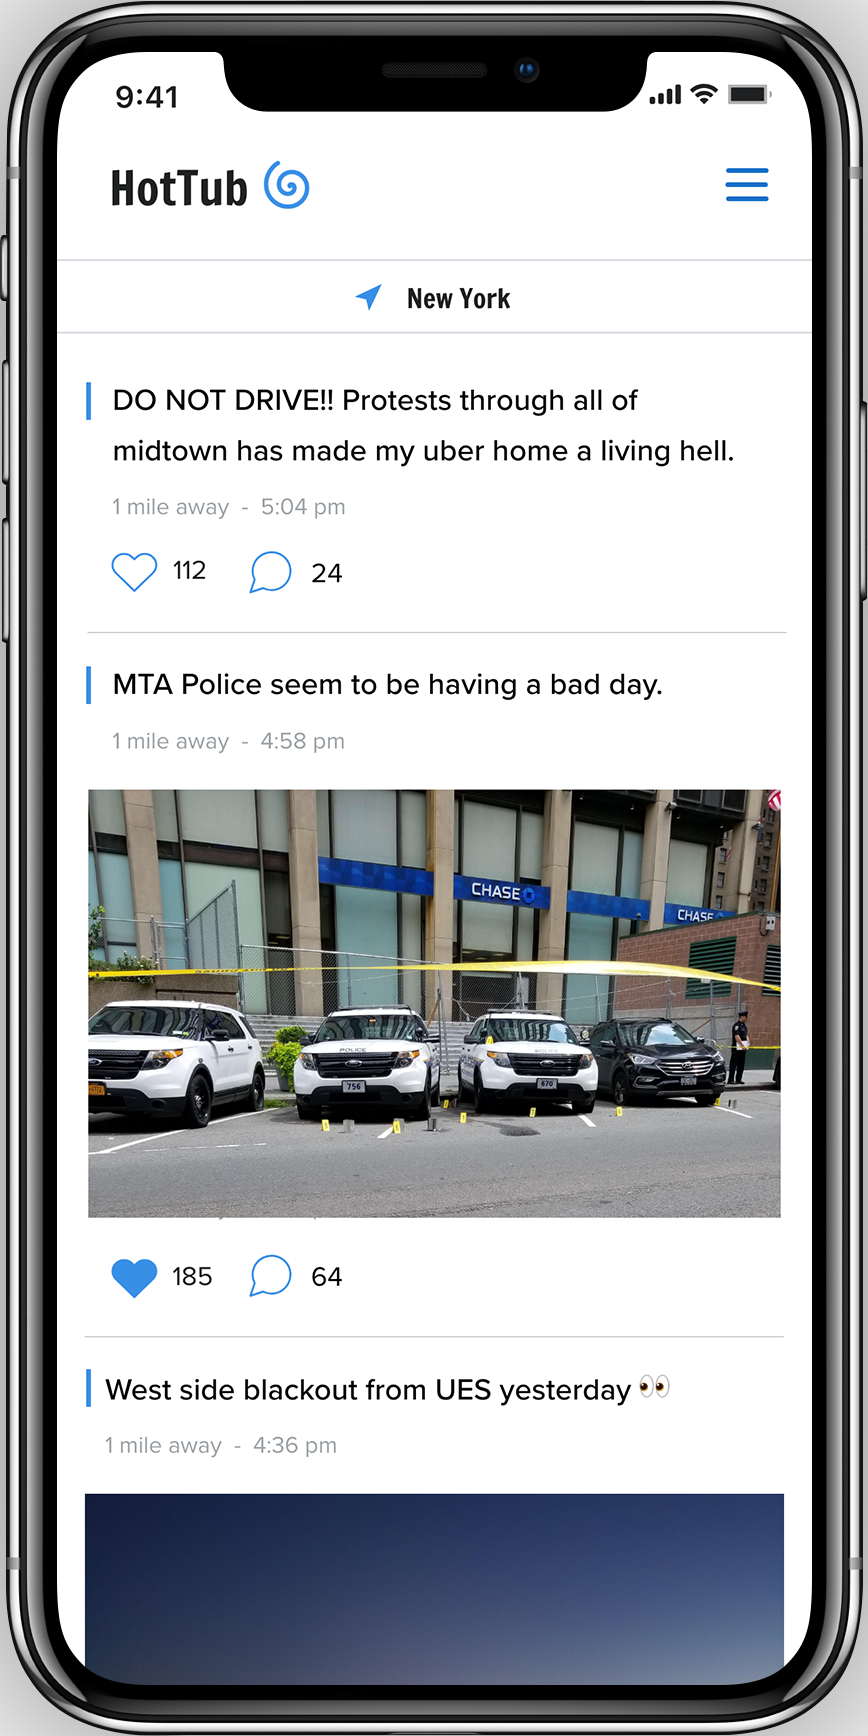 9:41
HotTub
New York
DO NOT DRIVE!! Protests through all of
midtown has made my uber home a living hell.
1 mile away - 5:04 pm
112 24
MTA Police seem to be having a bad day.
1 mile away - 4:58 pm
CHASE
CHASE
POLICE
756
670
185 64
West side blackout from UES yesterday 👀
1 mile away - 4:36 pm